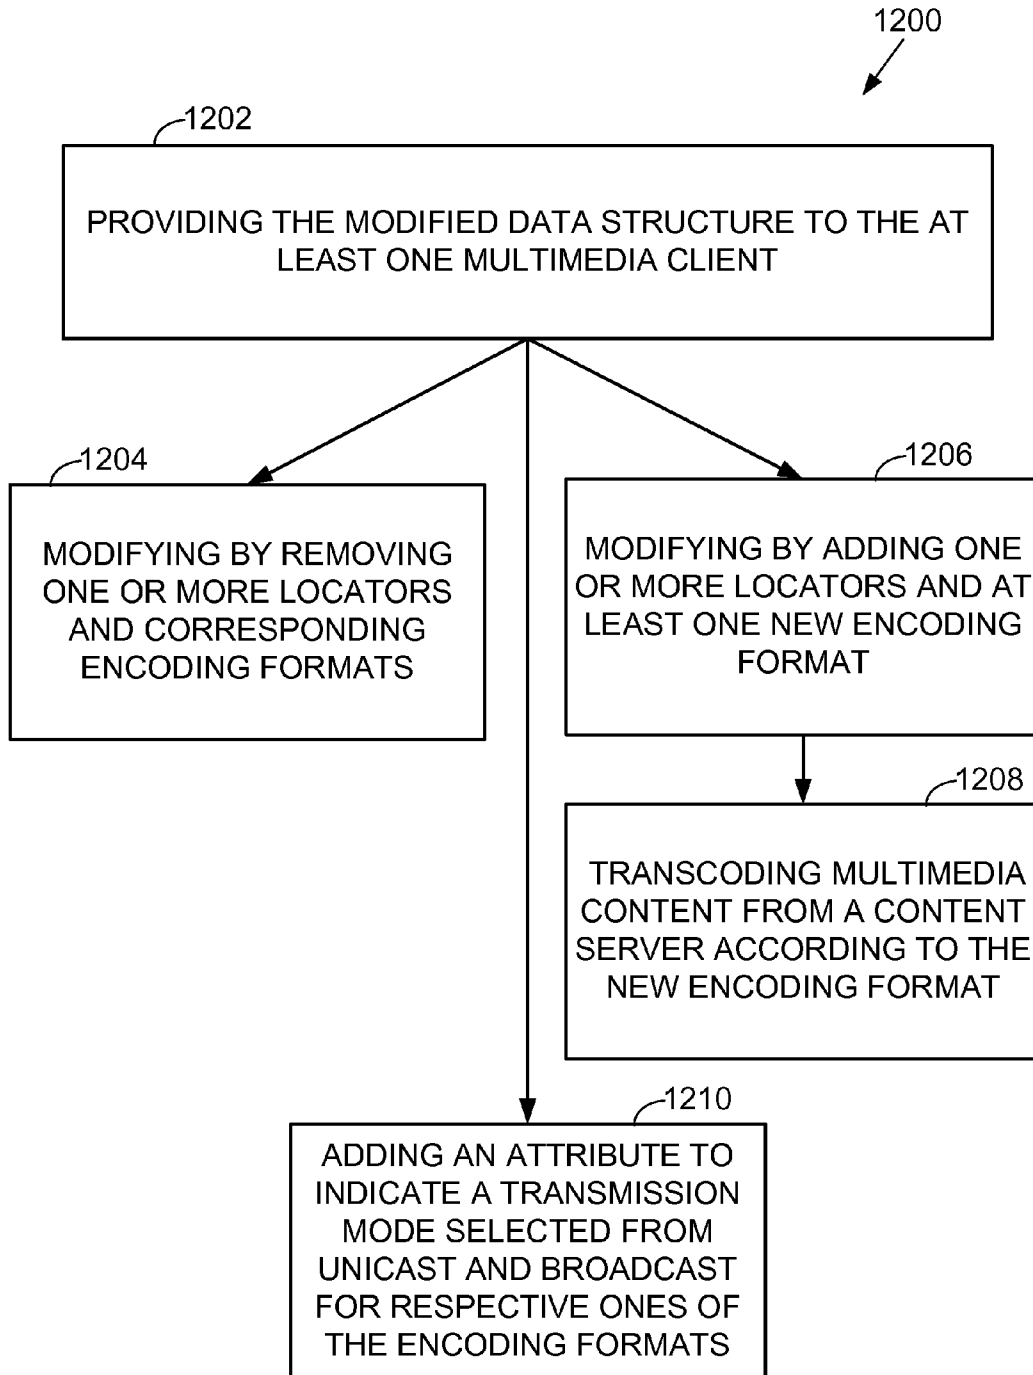 1200
1202
PROVIDING THE MODIFIED DATA STRUCTURE TO THE AT
LEAST ONE MULTIMEDIA CLIENT
1204
MODIFYING BY REMOVING
ONE OR MORE LOCATORS
AND CORRESPONDING
ENCODING FORMATS
1206
MODIFYING BY ADDING ONE
OR MORE LOCATORS AND AT
LEAST ONE NEW ENCODING
FORMAT
1208
TRANSCODING MULTIMEDIA
CONTENT FROM A CONTENT
SERVER ACCORDING TO THE
NEW ENCODING FORMAT
1210
ADDING AN ATTRIBUTE TO
INDICATE A TRANSMISSION
MODE SELECTED FROM
UNICAST AND BROADCAST
FOR RESPECTIVE ONES OF
THE ENCODING FORMATS